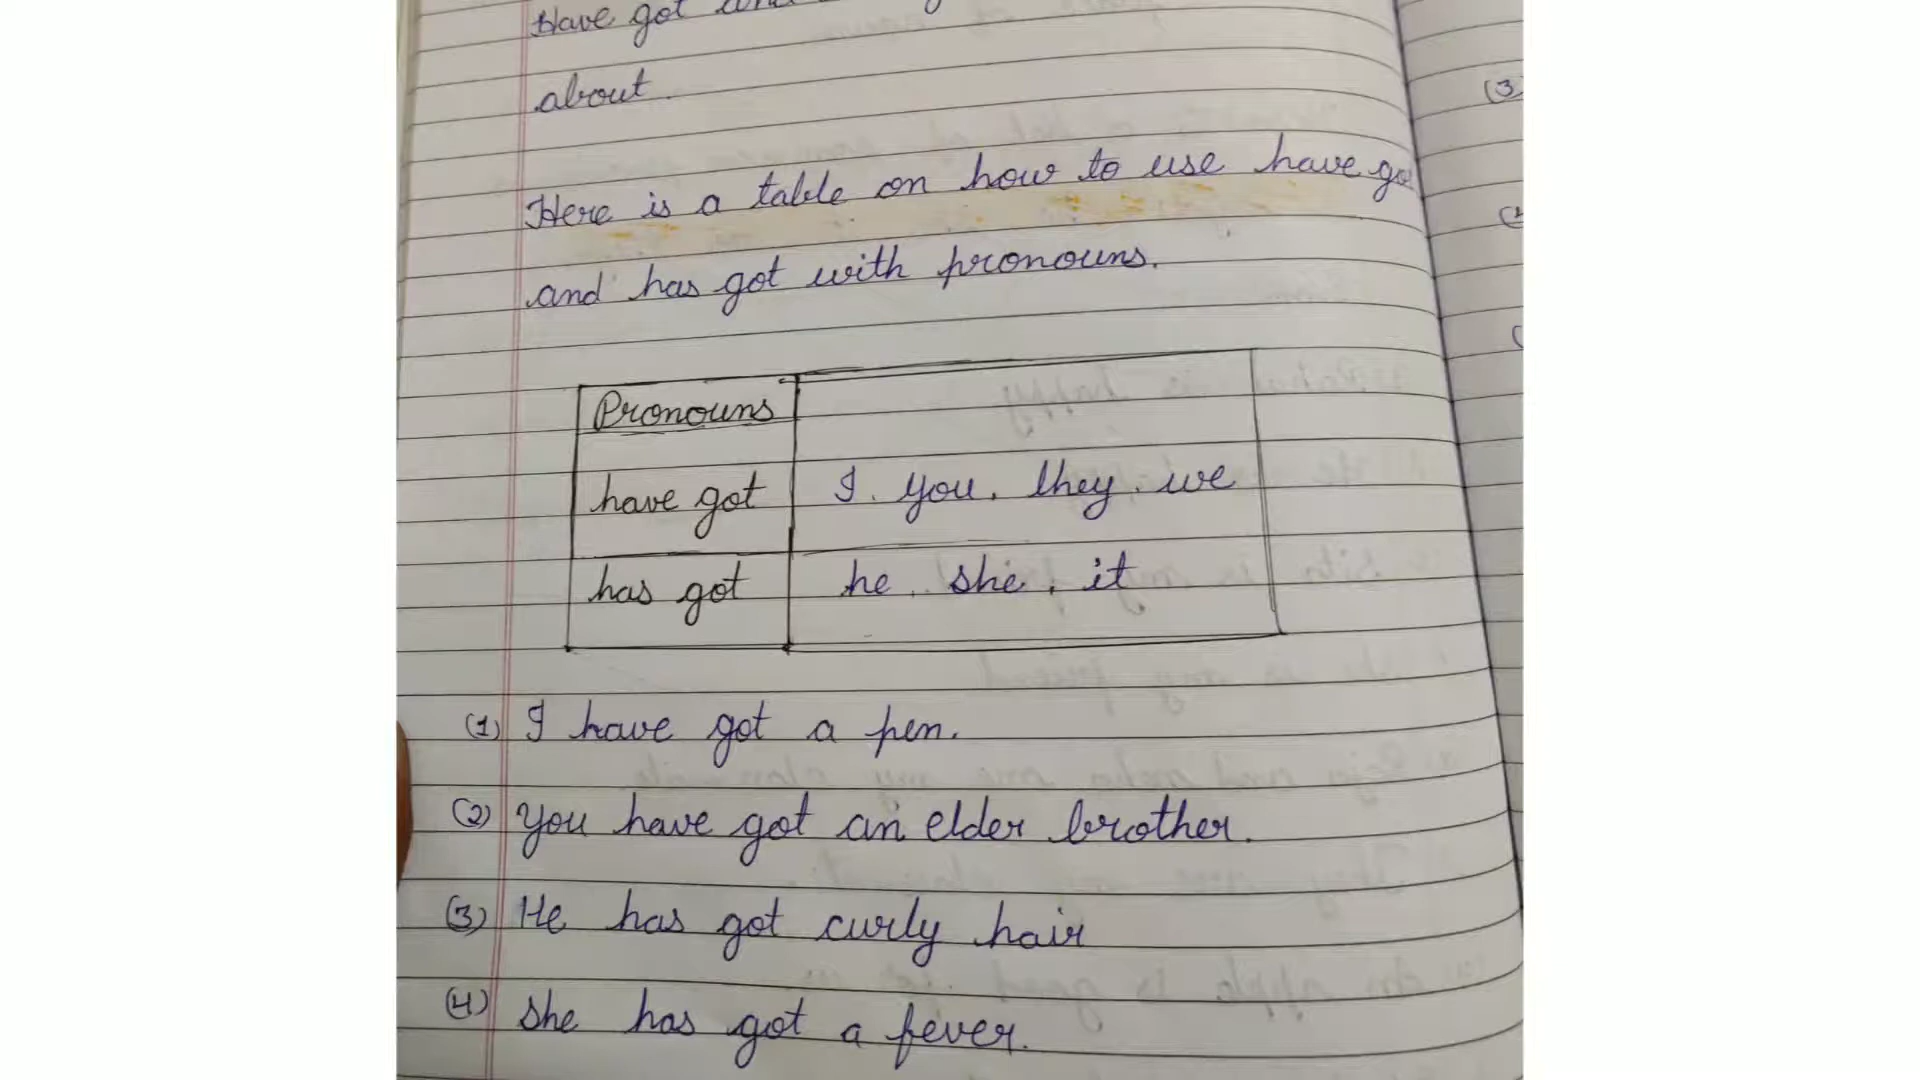 Have got
about
Here is a table on how to use have go
and has got with pronouns.
Pronouns
have got I. you. they. we
has got he. she. it
(1) I have got a pen.
(2) You have got an elder brother.
(3) He has got curly hair
(4) She has got a fever.
(3)